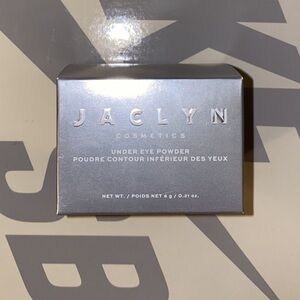 JACLYN
COSMETICS
UNDER EYE POWDER
POUDRE CONTOUR INFÉRIEUR DES YEUX
NET WT. / POIDS NET 6 g / 0.21 oz.